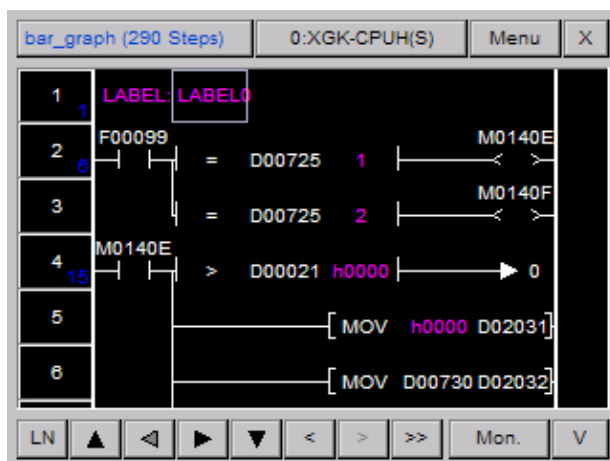 bar_graph (290 Steps) 0:XGK-CPUH(S) Menu X
1 1 LABEL: LABEL0
F00099 M0140E
2 6 = D00725 1
M0140F
3 = D00725 2
M0140E
4 15 > D00021 h0000 0
5 MOV h0000 D02031
6 MOV D00730 D02032
LN < > >> Mon. V